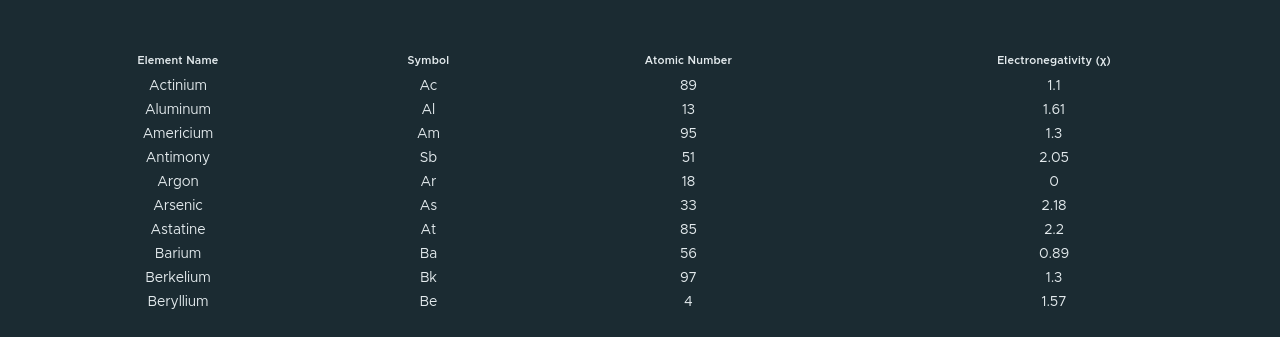 Element Name Symbol Atomic Number Electronegativity (χ)
Actinium Ac 89 1.1
Aluminum Al 13 1.61
Americium Am 95 1.3
Antimony Sb 51 2.05
Argon Ar 18 0
Arsenic As 33 2.18
Astatine At 85 2.2
Barium Ba 56 0.89
Berkelium Bk 97 1.3
Beryllium Be 4 1.57